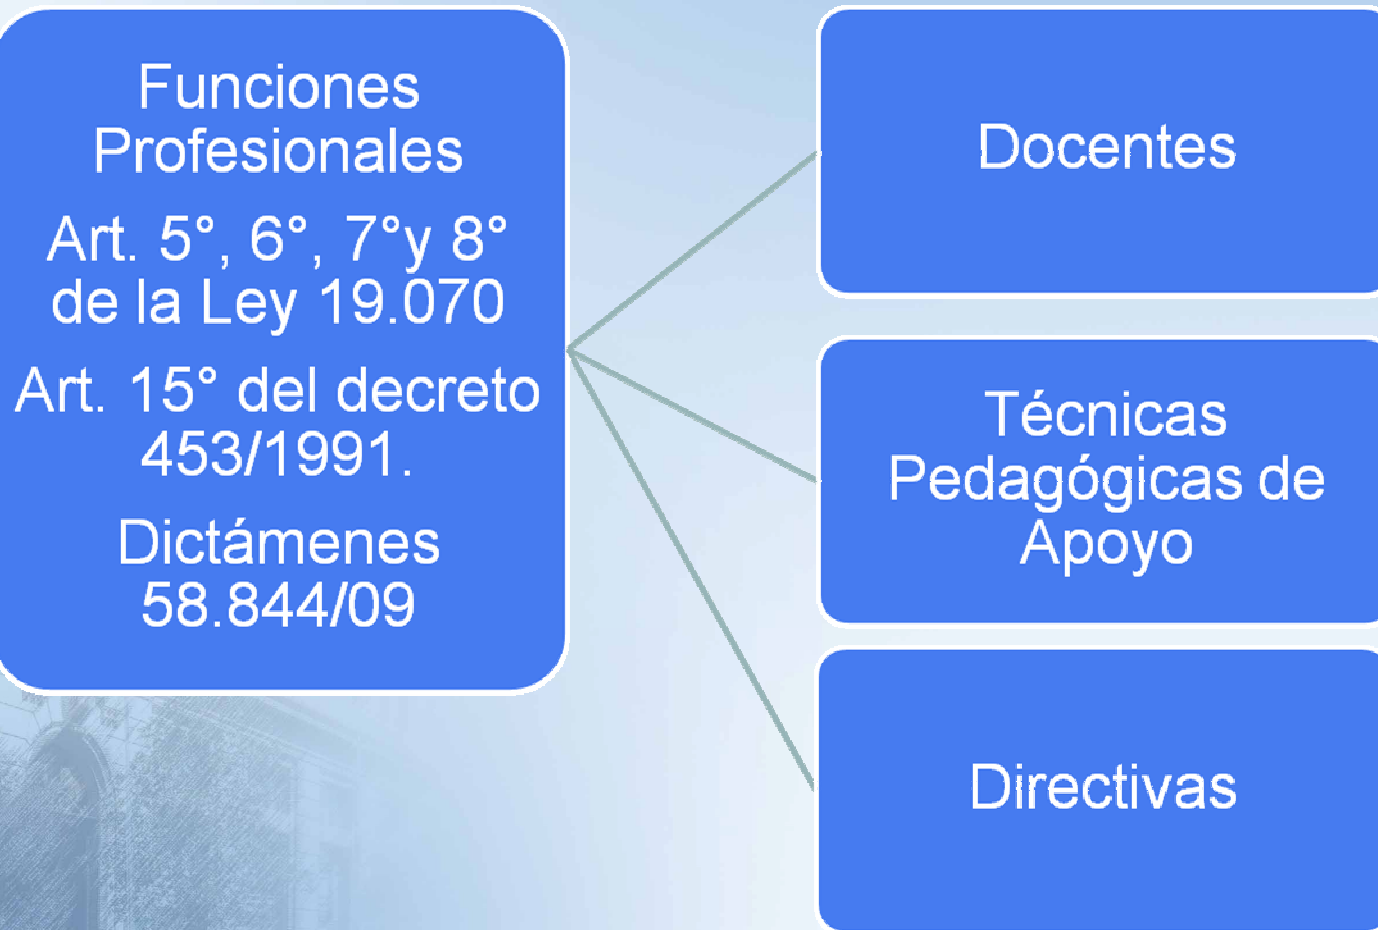 Funciones
Profesionales
Art. 5°, 6°, 7°y 8°
de la Ley 19.070
Art. 15° del decreto
453/1991.
Dictámenes
58.844/09
Docentes
Técnicas
Pedagógicas de
Apoyo
Directivas